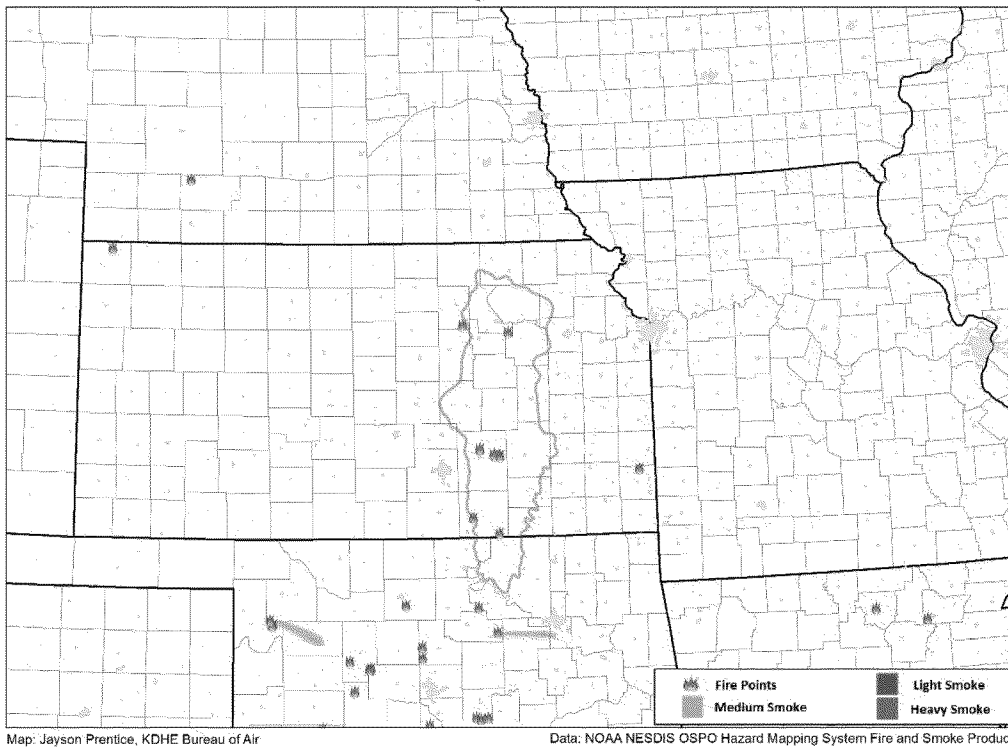 Fire Points
Light Smoke
Medium Smoke
Heavy Smoke
Map: Jayson Prentice, KDHE Bureau of Air
Data: NOAA NESDIS OSPO Hazard Mapping System Fire and Smoke Produc